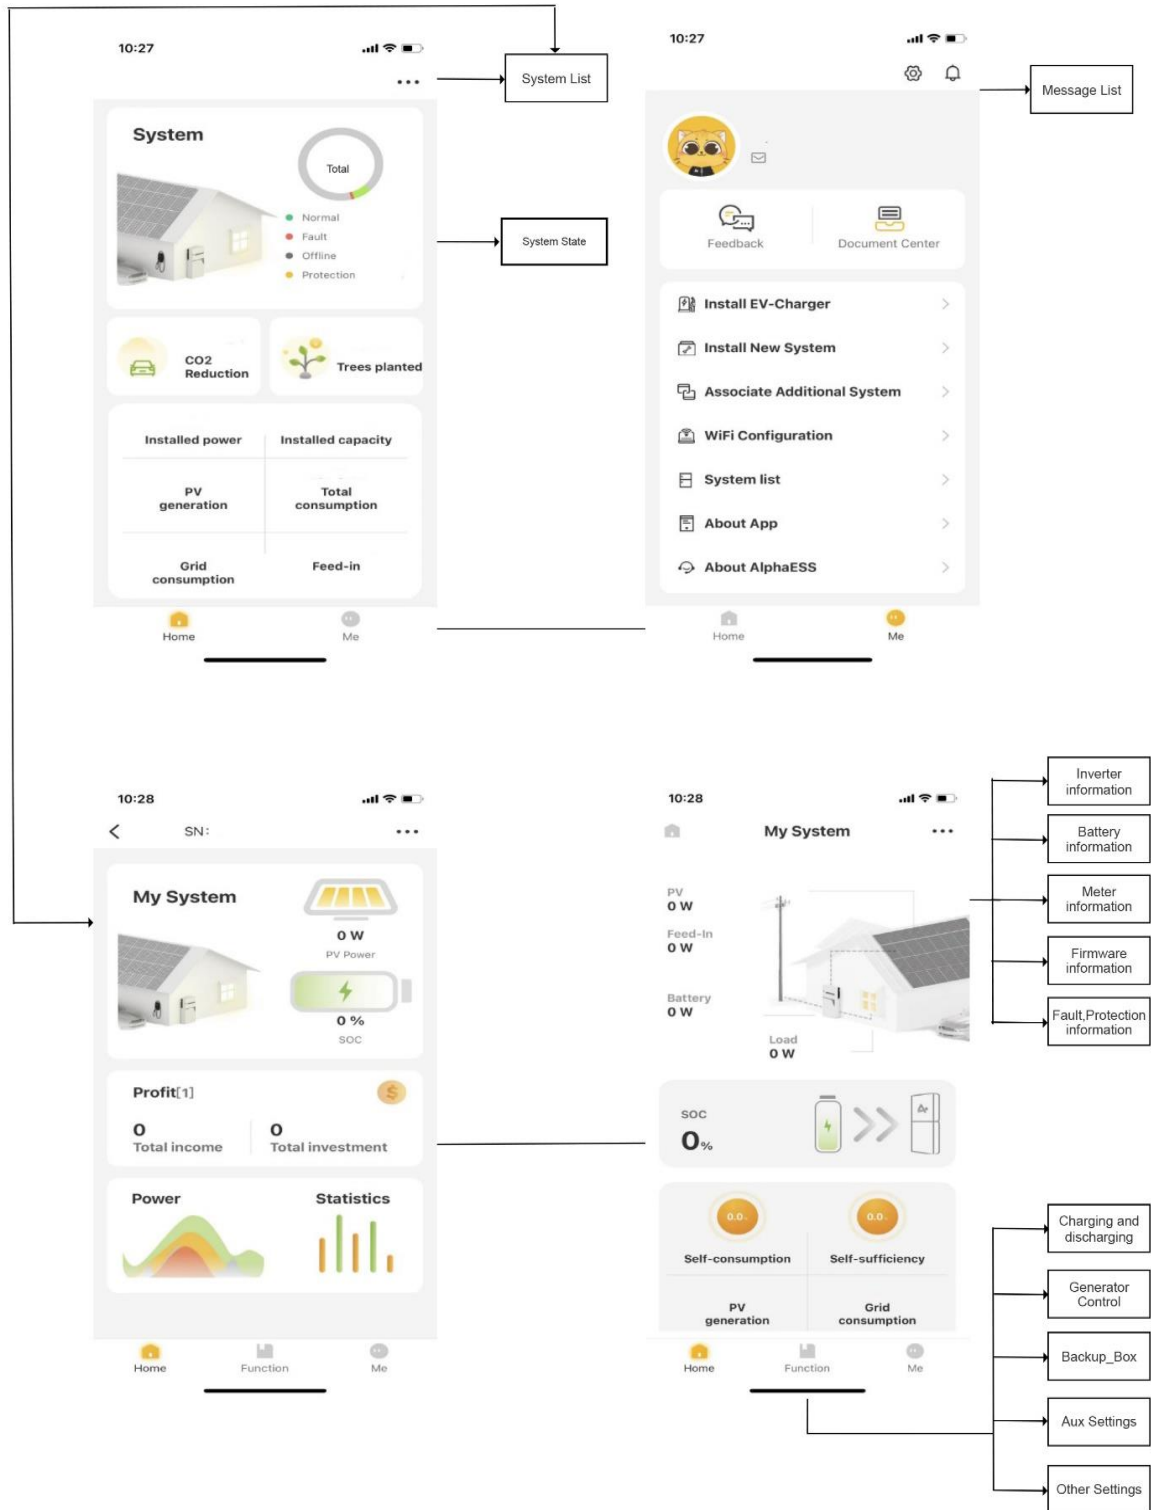 10:27
System List
System
Total
Normal
Fault
Offline
Protection
System State
CO2
Reduction
Trees planted
Installed power
Installed capacity
PV
generation
Total
consumption
Grid
consumption
Feed-in
Home
Me
10:27
Message List
Feedback
Document Center
Install EV-Charger
Install New System
Associate Additional System
WiFi Configuration
System list
About App
About AlphaESS
Home
Me
10:28
SN:
My System
0 W
PV Power
0 %
SOC
Profit[1]
0
Total income
0
Total investment
Power
Statistics
Home
Function
Me
10:28
My System
PV
0 W
Feed-In
0 W
Battery
0 W
Load
0 W
SOC
0%
0.0
Self-consumption
0.0
Self-sufficiency
PV
generation
Grid
consumption
Home
Function
Me
Inverter
information
Battery
information
Meter
information
Firmware
information
Fault,Protection
information
Charging and
discharging
Generator
Control
Backup_Box
Aux Settings
Other Settings